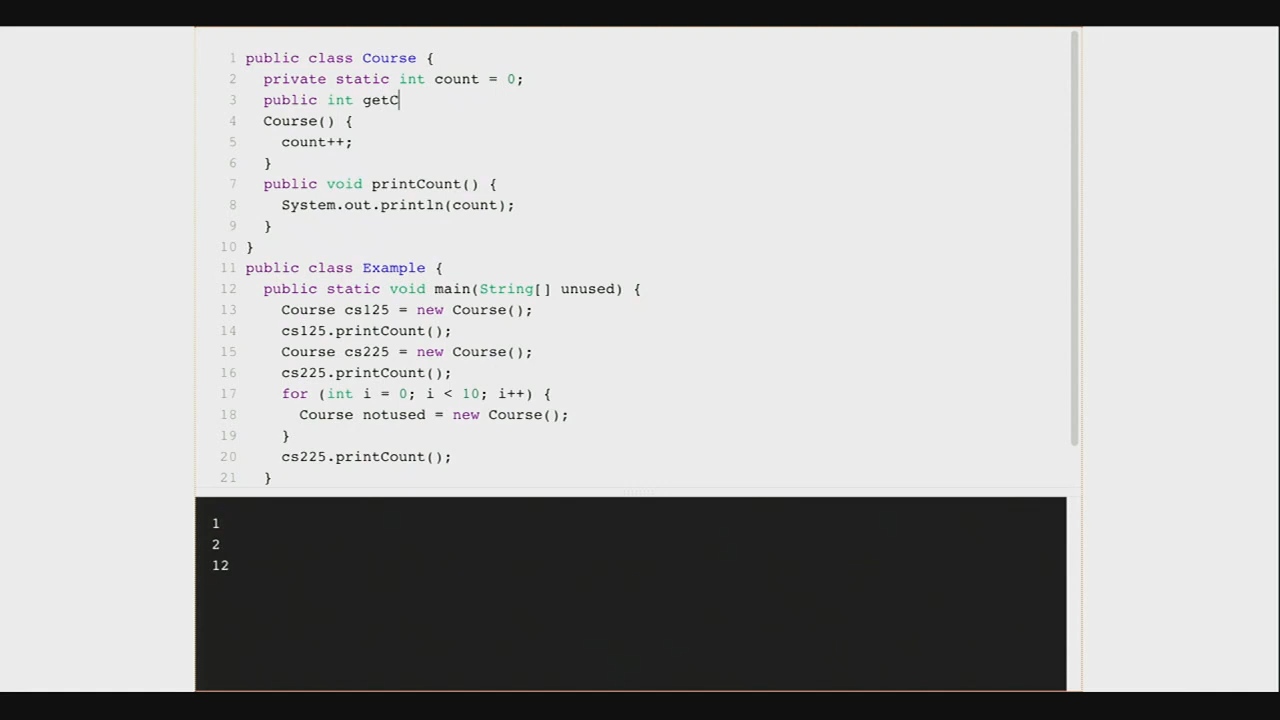 1 public class Course {
2 private static int count = 0;
3 public int getC
4 Course() {
5 count++;
6 }
7 public void printCount() {
8 System.out.println(count);
9 }
10 }
11 public class Example {
12 public static void main(String[] unused) {
13 Course cs125 = new Course();
14 cs125.printCount();
15 Course cs225 = new Course();
16 cs225.printCount();
17 for (int i = 0; i < 10; i++) {
18 Course notused = new Course();
19 }
20 cs225.printCount();
21 }
1
2
12